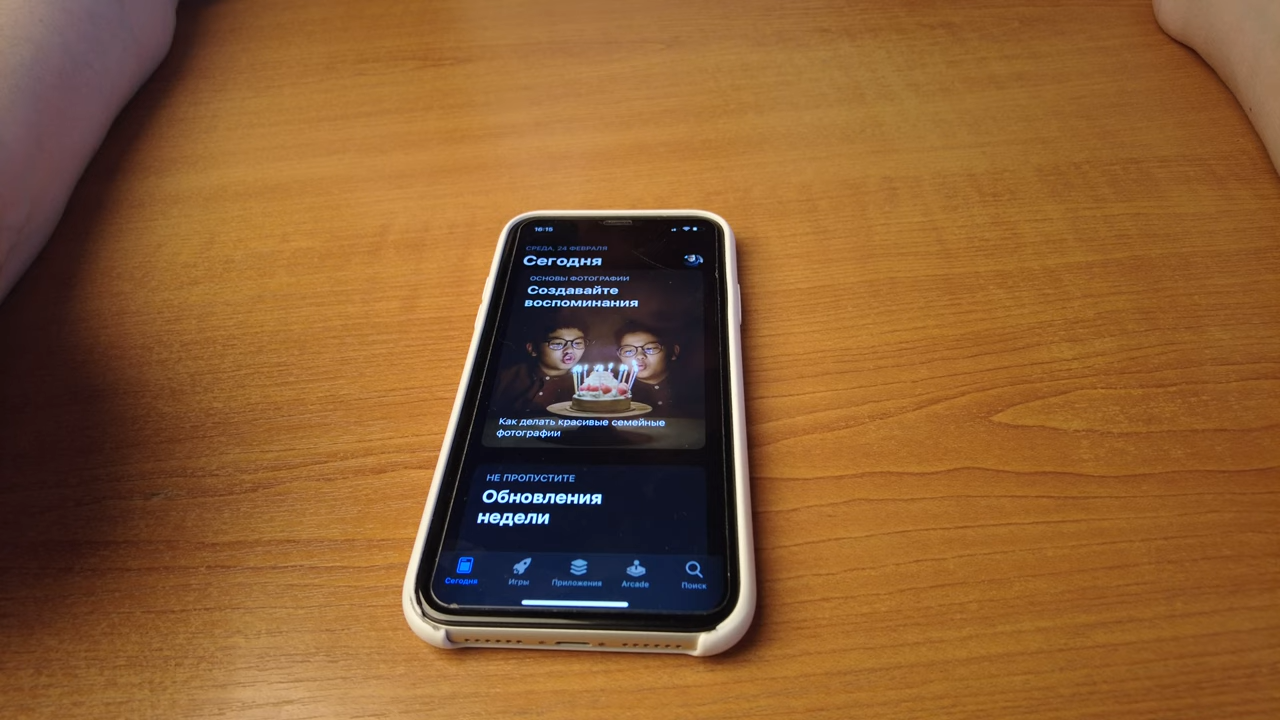 16:15
СРЕДА, 24 ФЕВРАЛЯ
Сегодня
ОСНОВЫ ФОТОГРАФИИ
Создавайте
воспоминания
Как делать красивые семейные
фотографии
НЕ ПРОПУСТИТЕ
Обновления
недели
Сегодня Игры Приложения Arcade Поиск